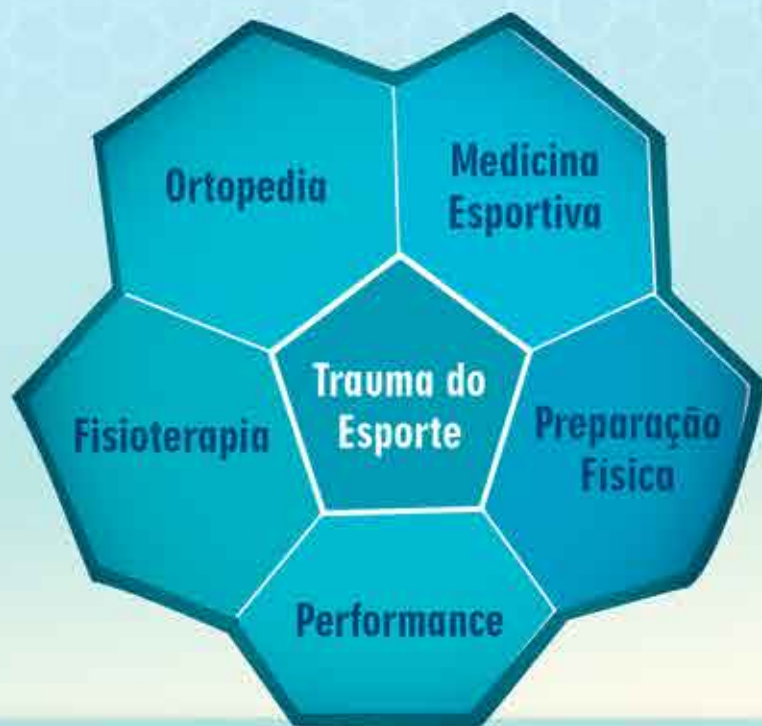 Ortopedia
Medicina
Esportiva
Trauma do
Esporte
Fisioterapia
Preparação
Física
Performance